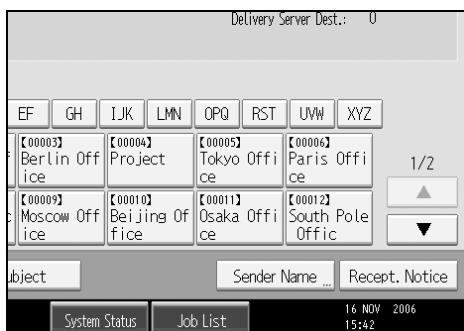 Delivery Server Dest.: 0
EF GH IJK LMN OPQ RST UVW XYZ
【00003】 【00004】 【00005】 【00006】
Berlin Off Project Tokyo Offi Paris Offi
ice ce ce
1/2
【00009】 【00010】 【00011】 【00012】
Moscow Off Beijing Of Osaka Offi South Pole
ice fice ce Offic
Sender Name ... Recept. Notice
System Status Job List 16 NOV 2006
15:42